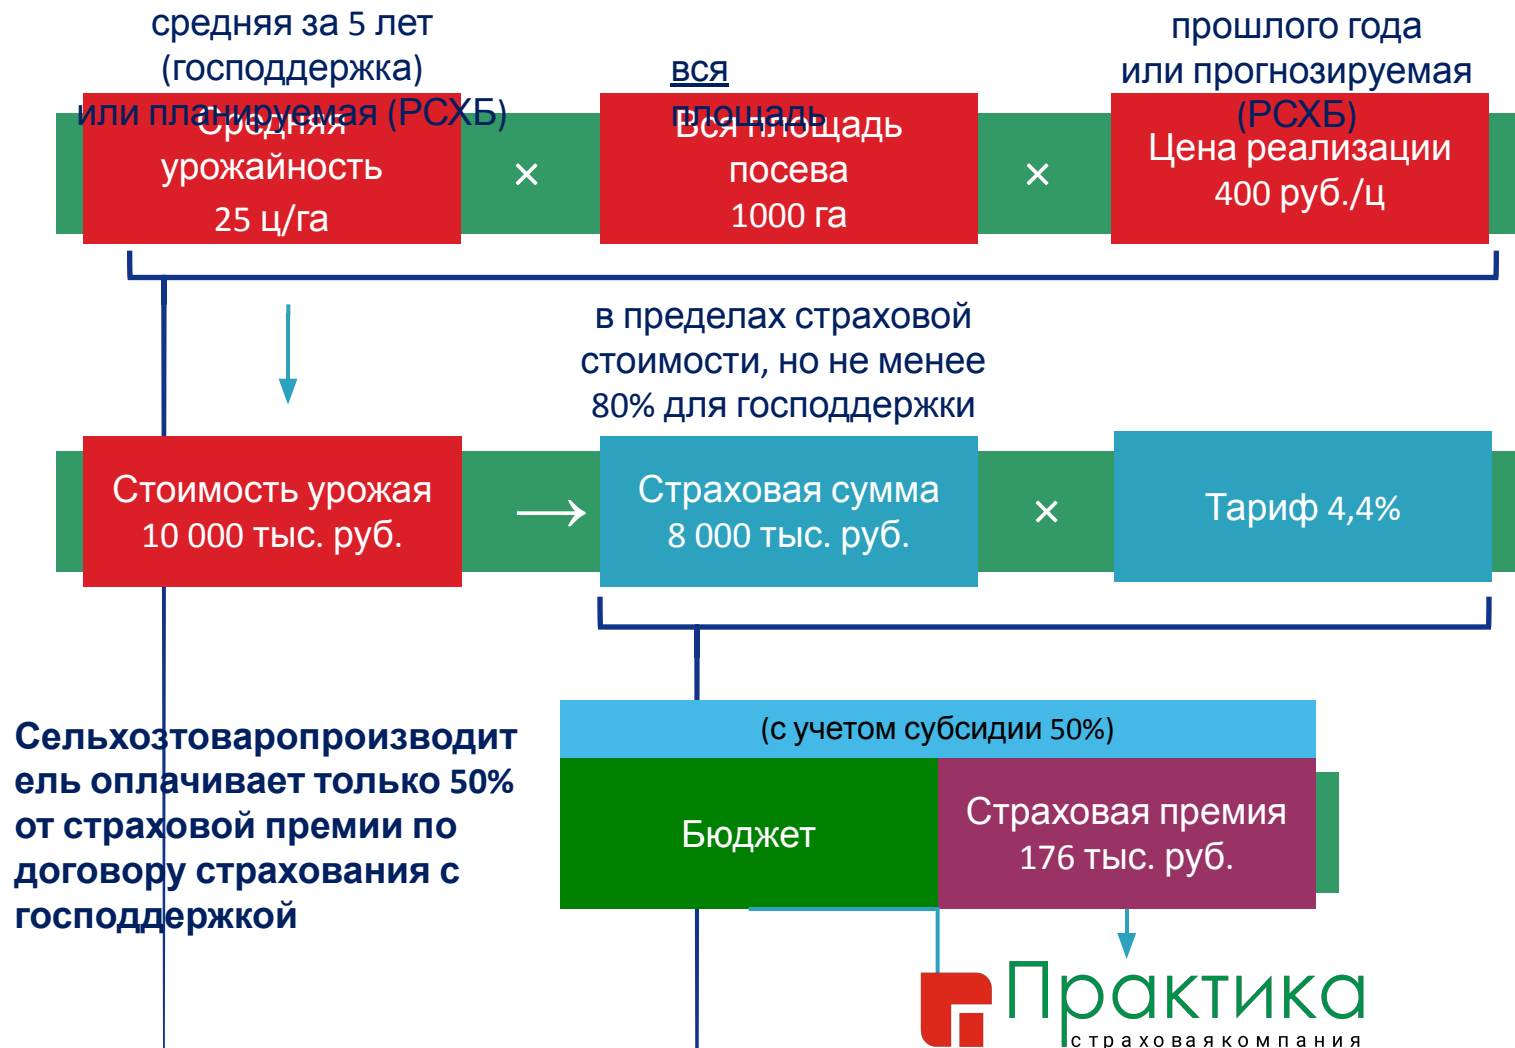 средняя за 5 лет
(господдержка)
или планируемая (РСХБ)
вся
площадь
прошлого года
или прогнозируемая
(РСХБ)
Средняя
урожайность
25 ц/га
×
Вся площадь
посева
1000 га
×
Цена реализации
400 руб./ц
в пределах страховой
стоимости, но не менее
80% для господдержки
Стоимость урожая
10 000 тыс. руб.
→
Страховая сумма
8 000 тыс. руб.
×
Тариф 4,4%
Сельхозтоваропроизводит
ель оплачивает только 50%
от страховой премии по
договору страхования с
господдержкой
(с учетом субсидии 50%)
Бюджет
Страховая премия
176 тыс. руб.
Практика
страховая компания